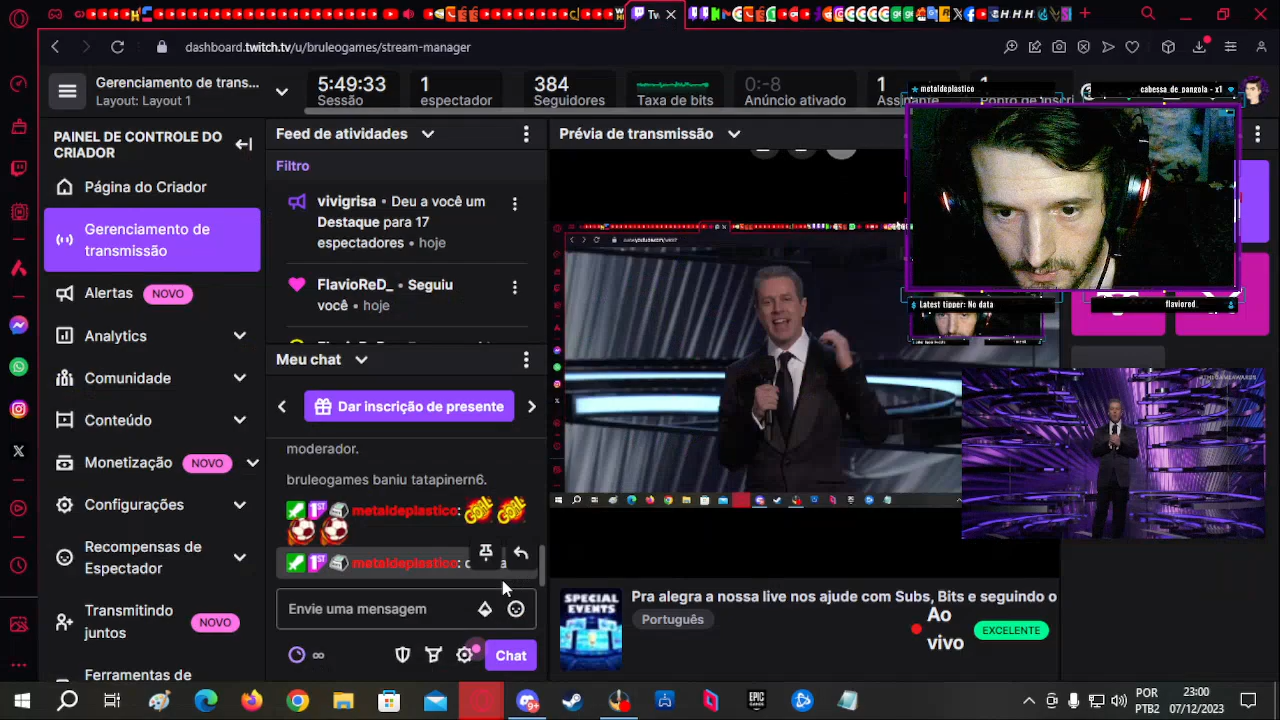 dashboard.twitch.tv/u/bruleogames/stream-manager
Gerenciamento de trans...
Layout: Layout 1
5:49:33
Sessão
1
espectador
384
Seguidores
Taxa de bits
0:-8
Anúncio ativado
1
PAINEL DE CONTROLE DO
CRIADOR
Página do Criador
Gerenciamento de
transmissão
Alertas
NOVO
Analytics
Comunidade
Conteúdo
Monetização
NOVO
Configurações
Recompensas de
Espectador
Transmitindo
juntos
NOVO
Ferramentas de
Feed de atividades
Filtro
vivigrisa • Deu a você um
Destaque para 17
espectadores • hoje
FlavioReD_ • Seguiu
você • hoje
Meu chat
Dar inscrição de presente
moderador.
bruleogames baniu tatapinern6.
metaldeplastico:
metaldeplastico:
Envie uma mensagem
Chat
Prévia de transmissão
metaldeplastico
cabessa_de_pangola - x1
Latest tipper: No data
flaviored_
#THEGAMEAWARDS
SPECIAL
EVENTS
Pra alegra a nossa live nos ajude com Subs, Bits e seguindo o
Português
Ao
vivo
EXCELENTE
POR
PTB2
23:00
07/12/2023